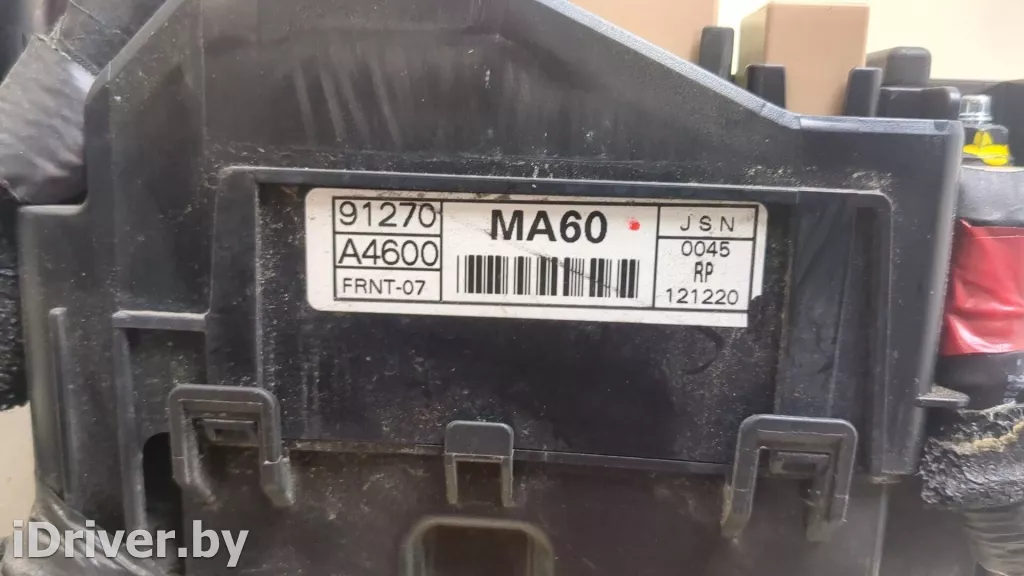 91270
A4600
FRNT-07
MA60
JSN
0045
RP
121220
iDriver.by